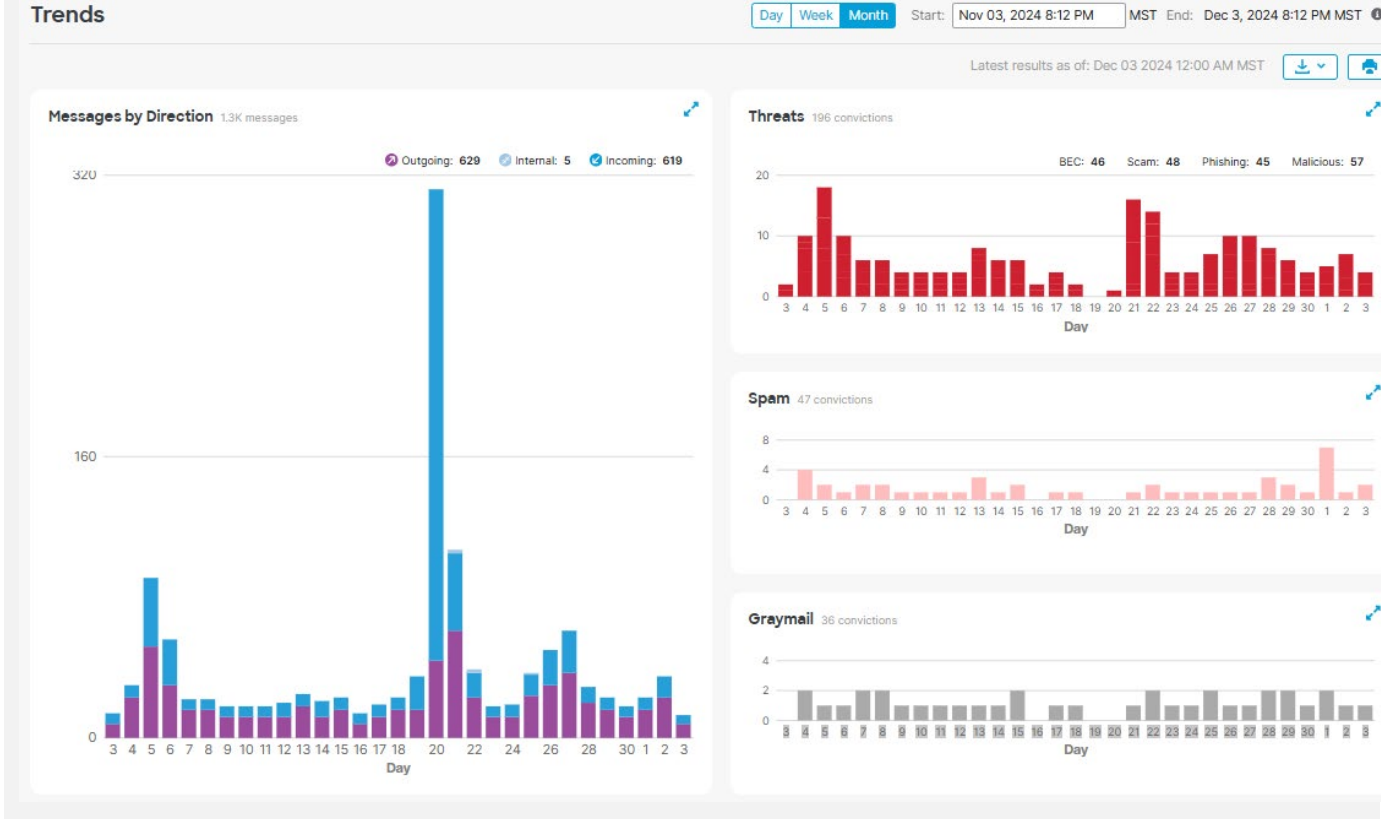 Trends
Day Week Month Start: Nov 03, 2024 8:12 PM MST End: Dec 3, 2024 8:12 PM MST
Latest results as of: Dec 03 2024 12:00 AM MST
Messages by Direction 1.3K messages
Outgoing: 629 Internal: 5 Incoming: 619
320
160
0
3 4 5 6 7 8 9 10 11 12 13 14 15 16 17 18 20 22 24 26 28 30 1 2 3
Day
Threats 196 convictions
BEC: 46 Scam: 48 Phishing: 45 Malicious: 57
20
10
0
3 4 5 6 7 8 9 10 11 12 13 14 15 16 17 18 19 20 21 22 23 24 25 26 27 28 29 30 1 2 3
Day
Spam 47 convictions
8
4
0
3 4 5 6 7 8 9 10 11 12 13 14 15 16 17 18 19 20 21 22 23 24 25 26 27 28 29 30 1 2 3
Day
Graymail 36 convictions
4
2
0
3 4 5 6 7 8 9 10 11 12 13 14 15 16 17 18 19 20 21 22 23 24 25 26 27 28 29 30 1 2 3
Day